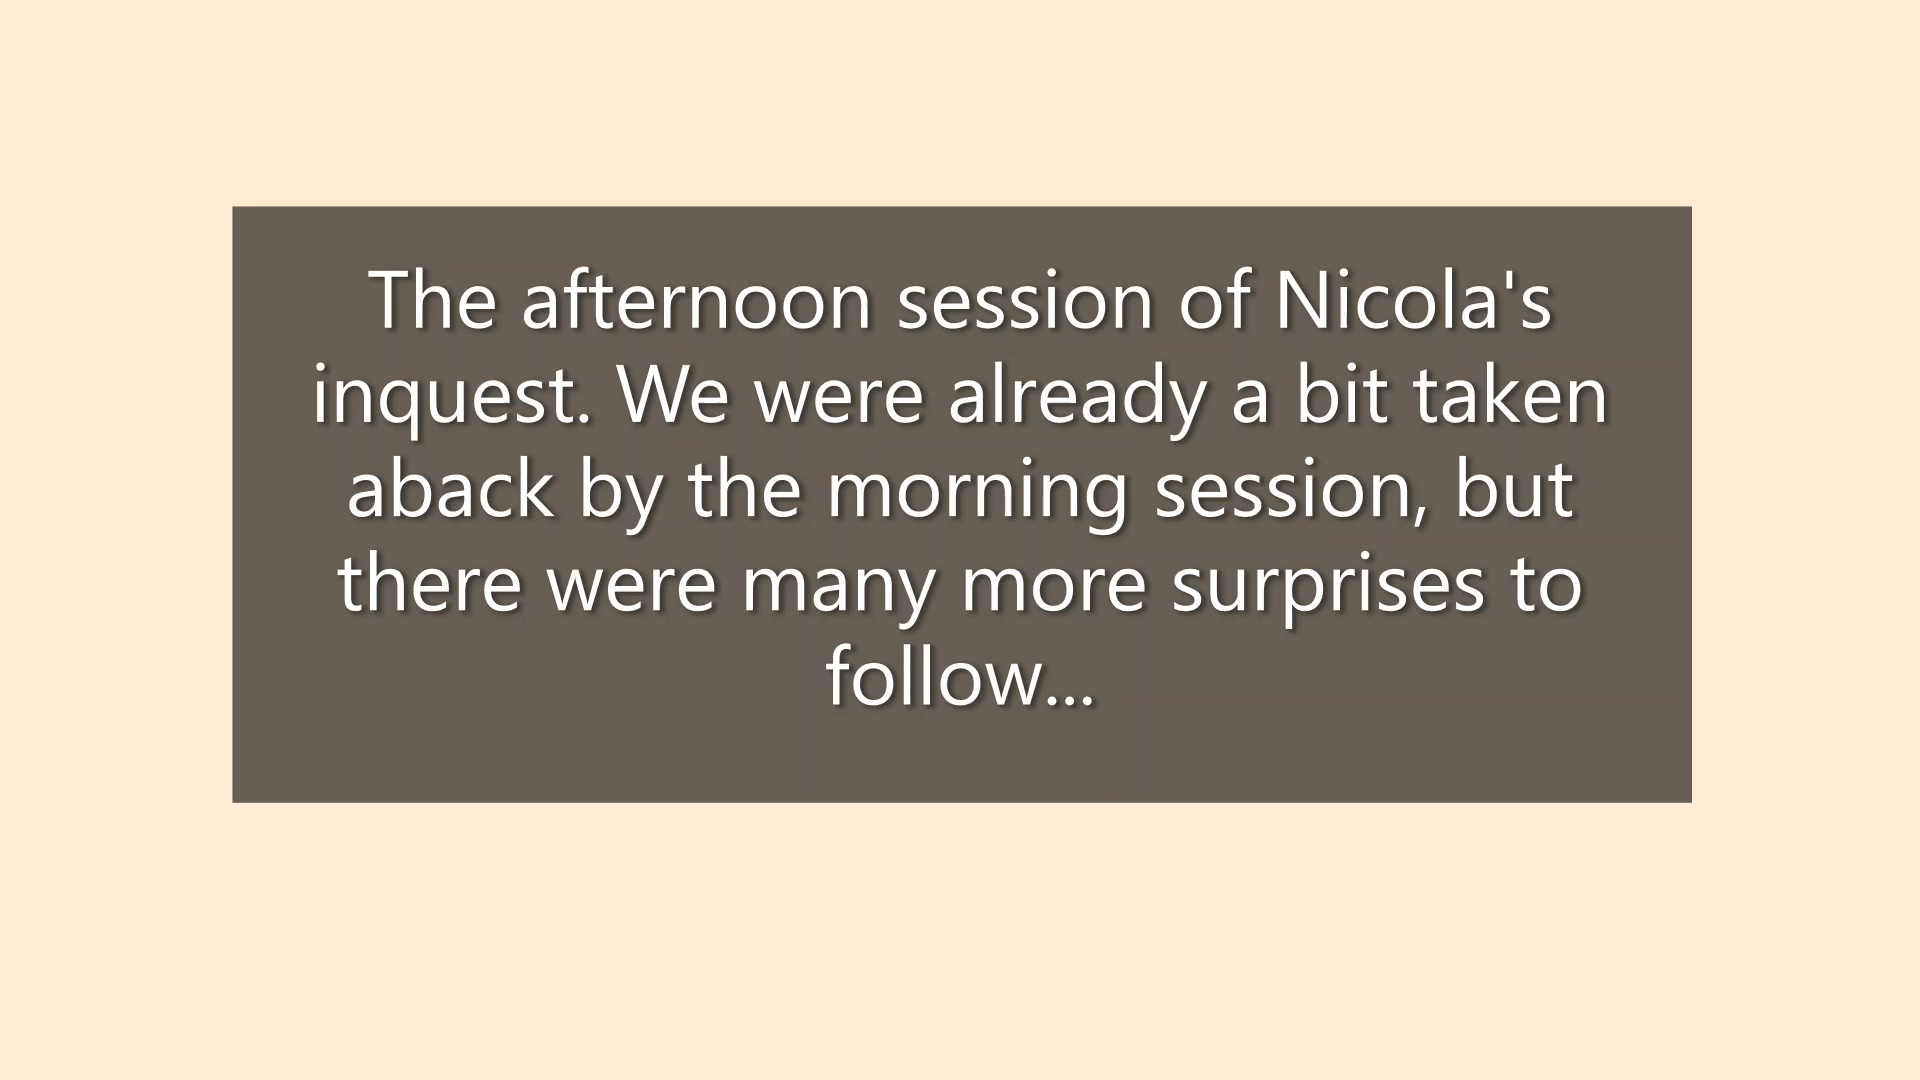 The afternoon session of Nicola's
inquest. We were already a bit taken
aback by the morning session, but
there were many more surprises to
follow...